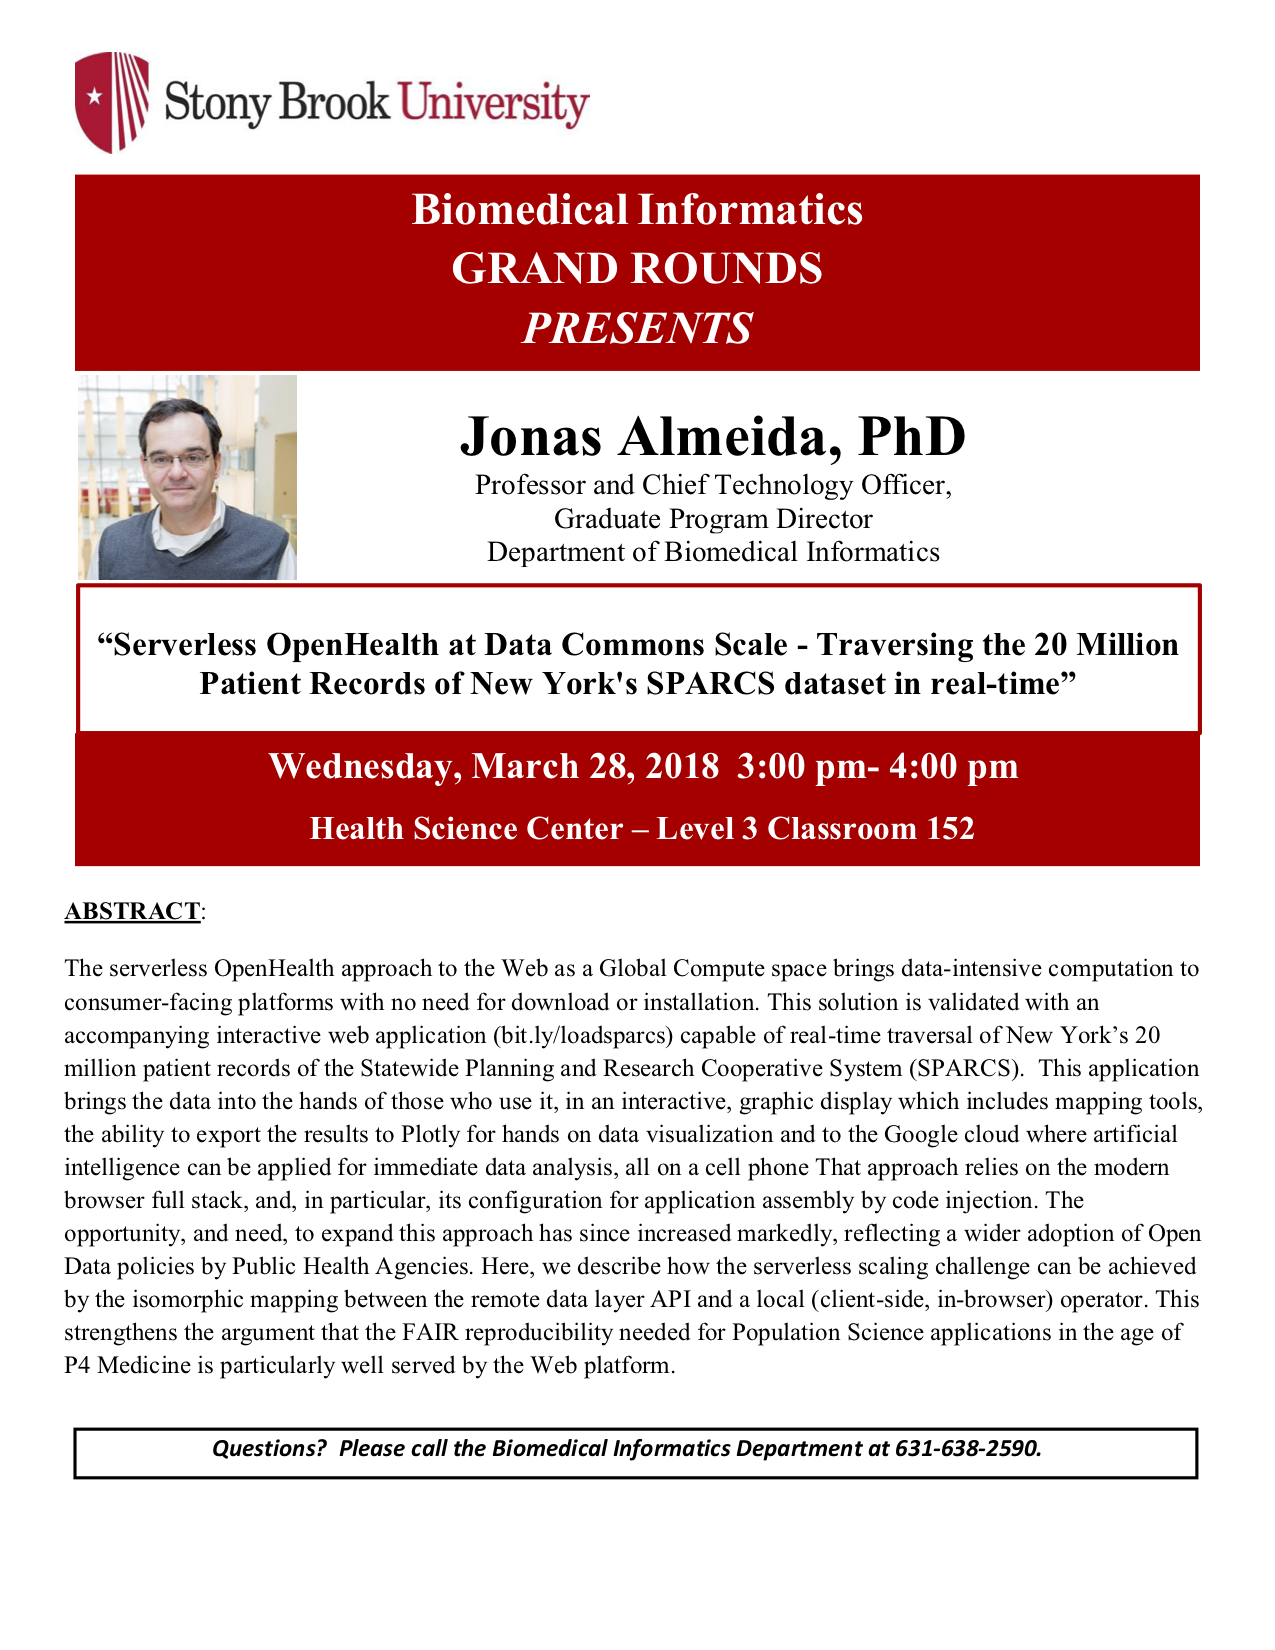 Stony Brook University
Biomedical Informatics
GRAND ROUNDS
PRESENTS
Jonas Almeida, PhD
Professor and Chief Technology Officer,
Graduate Program Director
Department of Biomedical Informatics
“Serverless OpenHealth at Data Commons Scale - Traversing the 20 Million
Patient Records of New York's SPARCS dataset in real-time”
Wednesday, March 28, 2018  3:00 pm- 4:00 pm
Health Science Center – Level 3 Classroom 152
ABSTRACT:
The serverless OpenHealth approach to the Web as a Global Compute space brings data-intensive computation to
consumer-facing platforms with no need for download or installation. This solution is validated with an
accompanying interactive web application (bit.ly/loadsparcs) capable of real-time traversal of New York’s 20
million patient records of the Statewide Planning and Research Cooperative System (SPARCS).  This application
brings the data into the hands of those who use it, in an interactive, graphic display which includes mapping tools,
the ability to export the results to Plotly for hands on data visualization and to the Google cloud where artificial
intelligence can be applied for immediate data analysis, all on a cell phone That approach relies on the modern
browser full stack, and, in particular, its configuration for application assembly by code injection. The
opportunity, and need, to expand this approach has since increased markedly, reflecting a wider adoption of Open
Data policies by Public Health Agencies. Here, we describe how the serverless scaling challenge can be achieved
by the isomorphic mapping between the remote data layer API and a local (client-side, in-browser) operator. This
strengthens the argument that the FAIR reproducibility needed for Population Science applications in the age of
P4 Medicine is particularly well served by the Web platform.
Questions?  Please call the Biomedical Informatics Department at 631-638-2590.